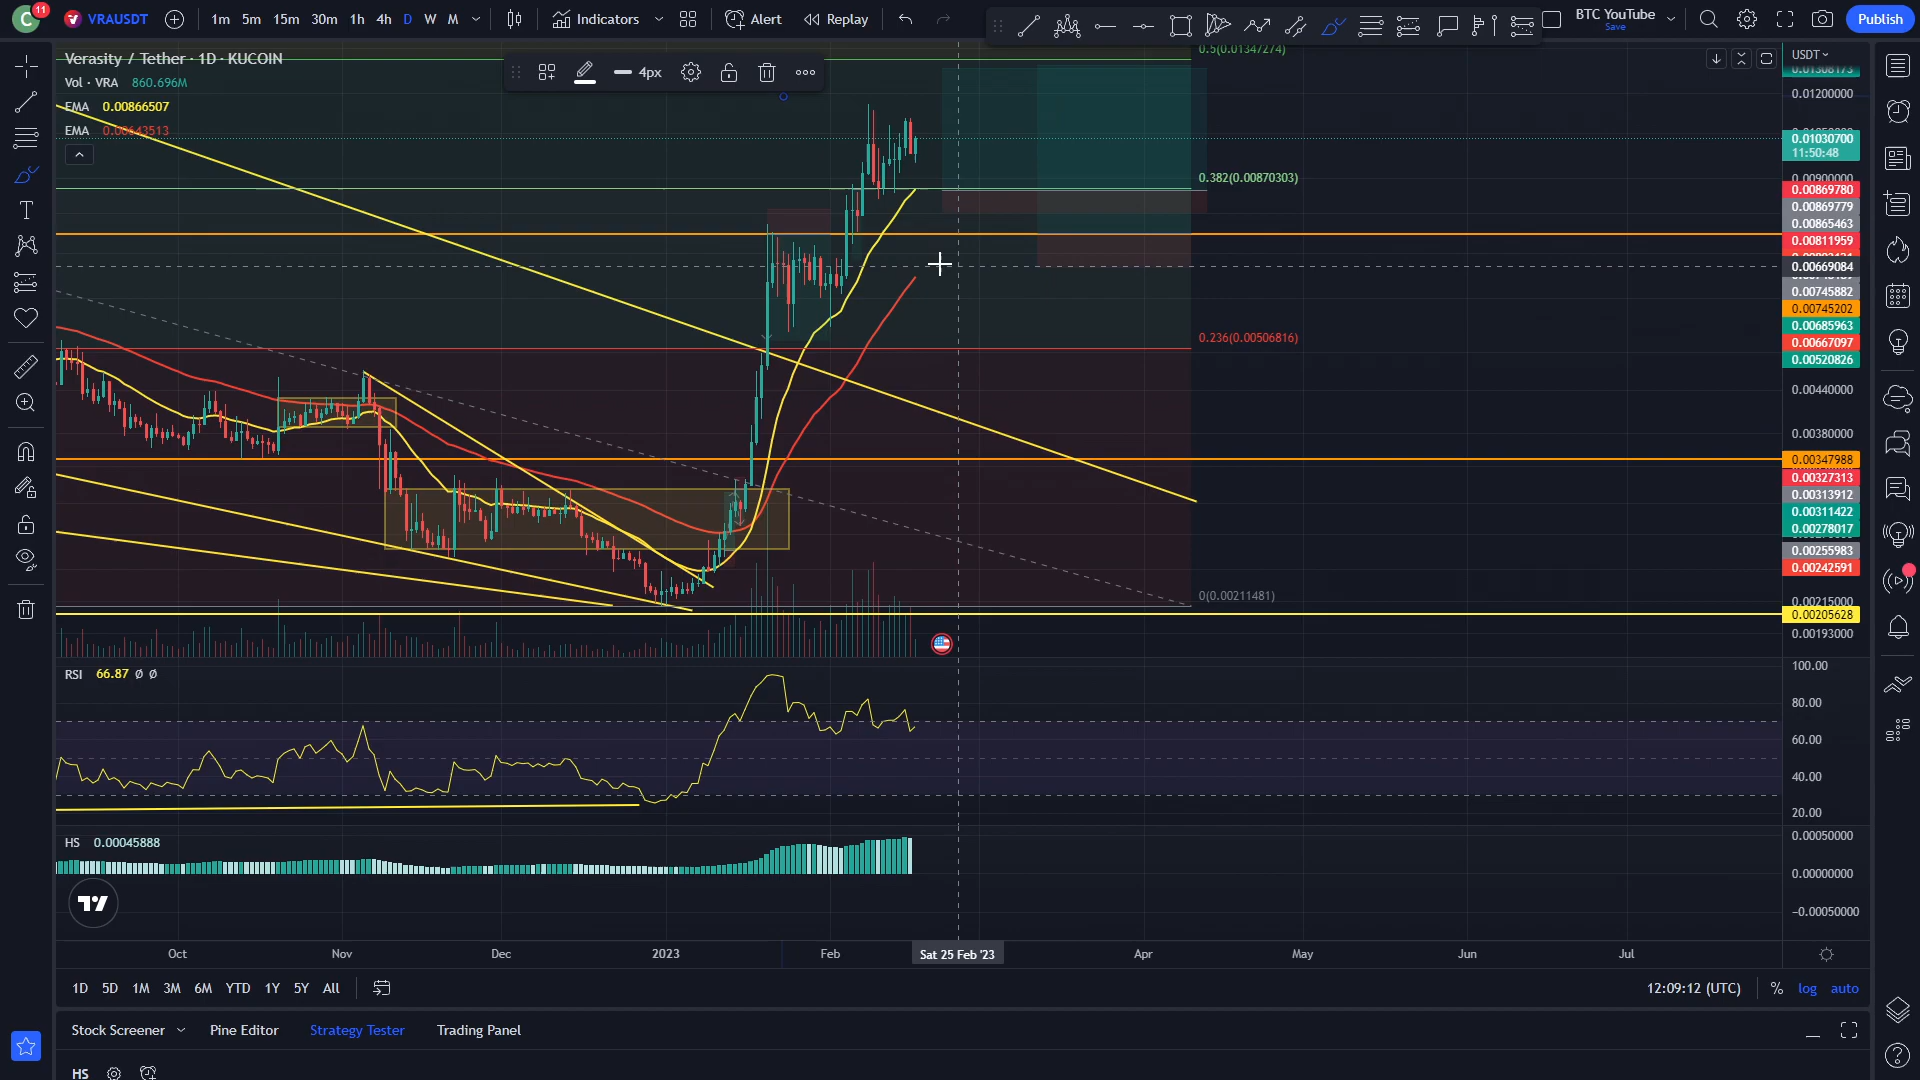 C 11 VRAUSDT 1m 5m 15m 30m 1h 4h D W M Indicators Alert Replay BTC YouTube Save Publish
Verasity / Tether · 1D · KUCOIN
Vol · VRA 860.696M
EMA 0.00866507
EMA 0.00643513
4px
0.5(0.01347274)
0.382(0.00870303)
0.236(0.00506816)
0(0.00211481)
USDT
0.01200000
0.01030700
11:50:48
0.00900000
0.00869780
0.00869779
0.00865463
0.00811959
0.00669084
0.00745882
0.00745202
0.00685963
0.00667097
0.00520826
0.00440000
0.00380000
0.00347988
0.00327313
0.00313912
0.00311422
0.00278017
0.00255983
0.00242591
0.00215000
0.00205628
0.00193000
RSI 66.87 Ø Ø
100.00
80.00
60.00
40.00
20.00
HS 0.00045888
0.00050000
0.00000000
−0.00050000
Oct Nov Dec 2023 Feb Sat 25 Feb '23 Apr May Jun Jul
1D 5D 1M 3M 6M YTD 1Y 5Y All 12:09:12 (UTC) % log auto
Stock Screener Pine Editor Strategy Tester Trading Panel
HS